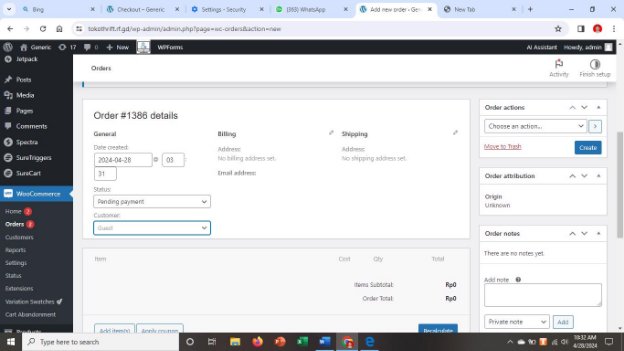 Bing
Checkout – Generic
Settings - Security
(363) WhatsApp
Add new order ‹ Gene
New Tab
tokothrift.rf.gd/wp-admin/admin.php?page=wc-orders&action=new
Generic
17
0
New
WPForms
AI Assistant
Howdy, admin
Jetpack
Posts
Media
Pages
Comments
Spectra
SureTriggers
SureCart
WooCommerce
Home 2
Orders
Customers
Reports
Settings
Status
Extensions
Variation Swatches
Cart Abandonment
Products
Orders
Activity
Finish setup
Order #1386 details
General
Date created:
2024-04-28 @ 03 :
31
Status:
Pending payment
Customer:
Guest
Billing
Address:
No billing address set.
Email address:
Shipping
Address:
No shipping address set.
Item
Cost
Qty
Total
Items Subtotal: Rp0
Order Total: Rp0
Add item(s)
Apply coupon
Recalculate
Order actions
Choose an action...
Move to Trash
Create
Order attribution
Origin
Unknown
Order notes
There are no notes yet.
Add note
Private note
Add
Type here to search
10:32 AM
4/28/2024